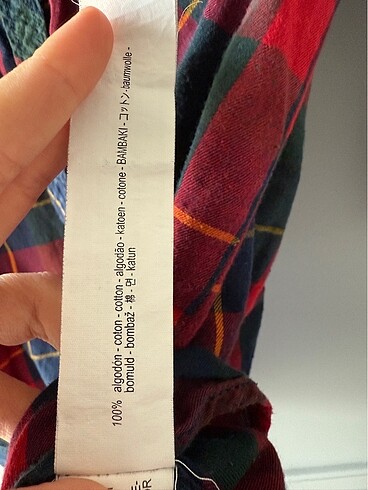 100% algodón - coton - cotton - algodão - katoen - cotone - BAMBAKI - コットン - baumwolle -
bomuld - bombaž - 棉 - 면 - katun